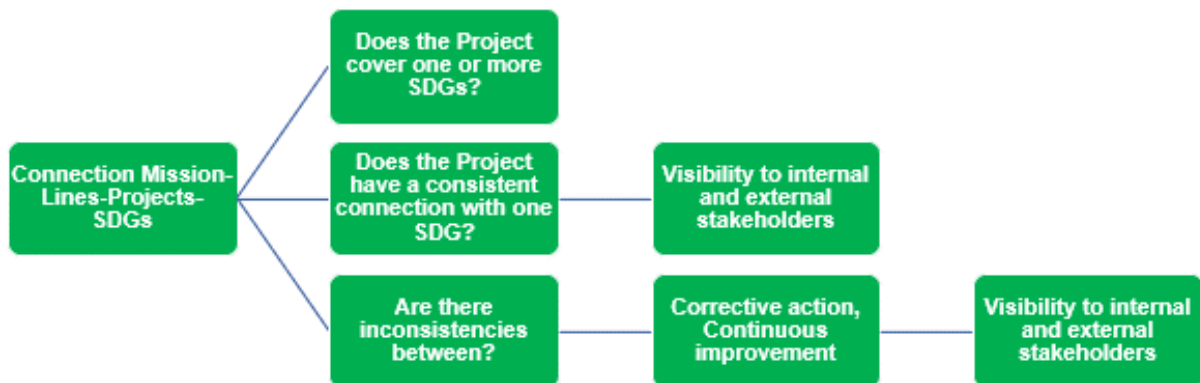 Does the Project
cover one or more
SDGs?
Connection Mission-
Lines-Projects-
SDGs
Does the Project
have a consistent
connection with one
SDG?
Visibility to internal
and external
stakeholders
Are there
inconsistencies
between?
Corrective action,
Continuous
improvement
Visibility to internal
and external
stakeholders